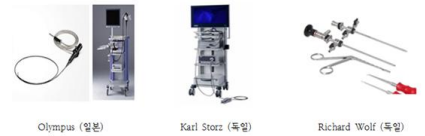 Olympus (일본)
Karl Storz (독일)
Richard Wolf (독일)